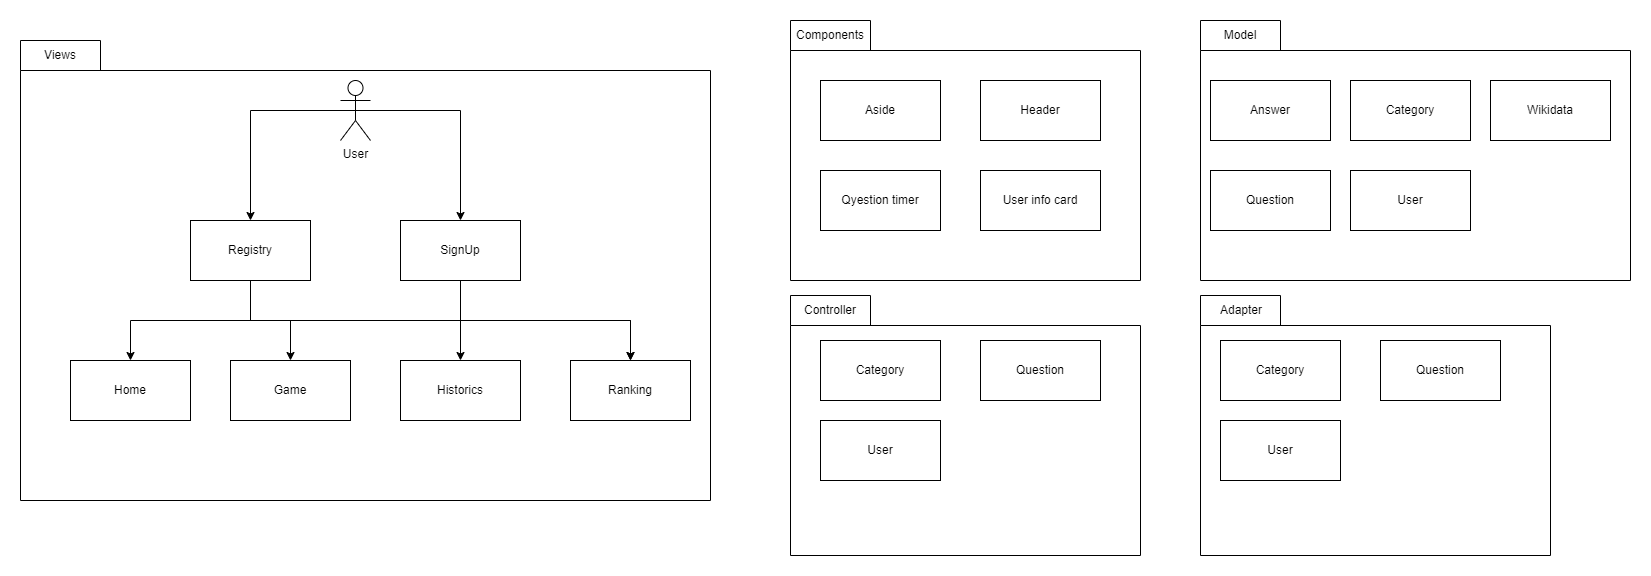 Views
User
Registry
SignUp
Home
Game
Historics
Ranking
Components
Aside
Header
Qyestion timer
User info card
Model
Answer
Category
Wikidata
Question
User
Controller
Category
Question
User
Adapter
Category
Question
User